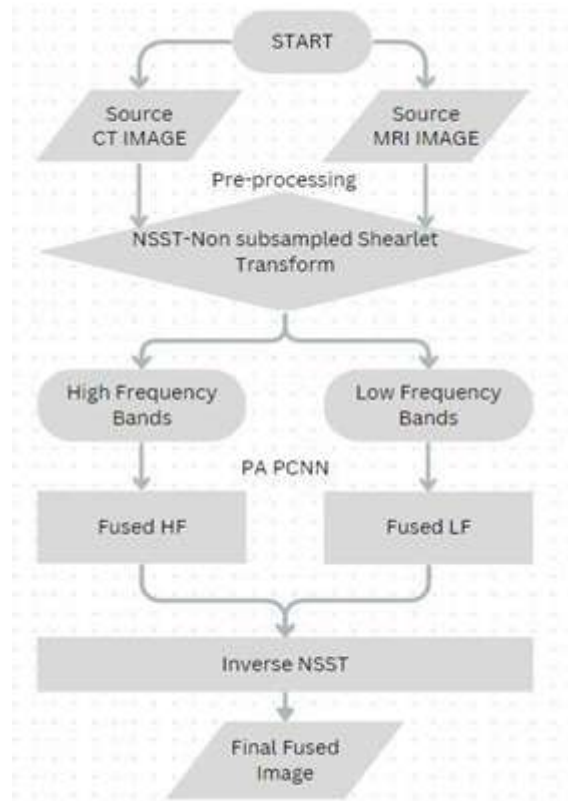 START
Source
CT IMAGE
Source
MRI IMAGE
Pre-processing
NSST-Non subsampled Shearlet
Transform
High Frequency
Bands
Low Frequency
Bands
PA PCNN
Fused HF
Fused LF
Inverse NSST
Final Fused
Image